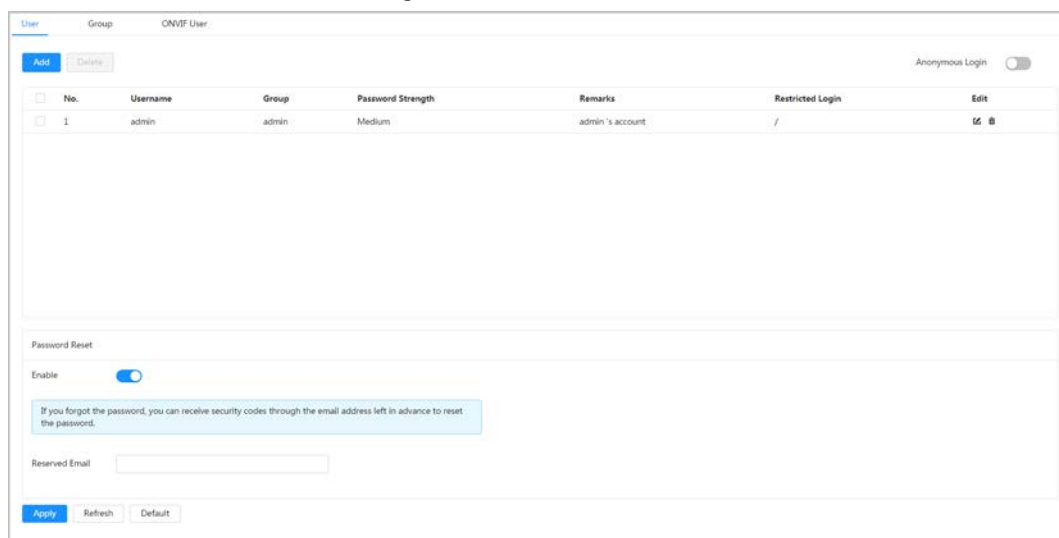 User Group ONVIF User
Add Delete Anonymous Login
No. Username Group Password Strength Remarks Restricted Login Edit
1 admin admin Medium admin 's account /
Password Reset
Enable
If you forgot the password, you can receive security codes through the email address left in advance to reset
the password.
Reserved Email
Apply Refresh Default